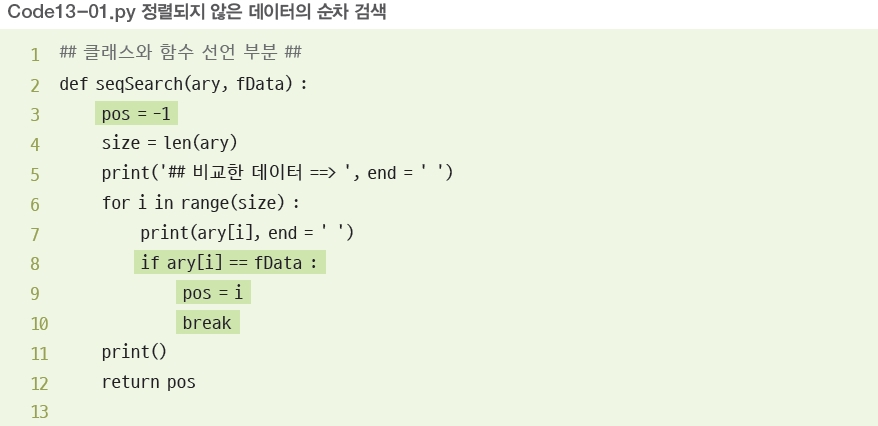 Code13-01.py 정렬되지 않은 데이터의 순차 검색
1 ## 클래스와 함수 선언 부분 ##
2 def seqSearch(ary, fData) :
3 pos = -1
4 size = len(ary)
5 print('## 비교한 데이터 ==> ', end = ' ')
6 for i in range(size) :
7 print(ary[i], end = ' ')
8 if ary[i] == fData :
9 pos = i
10 break
11 print()
12 return pos
13